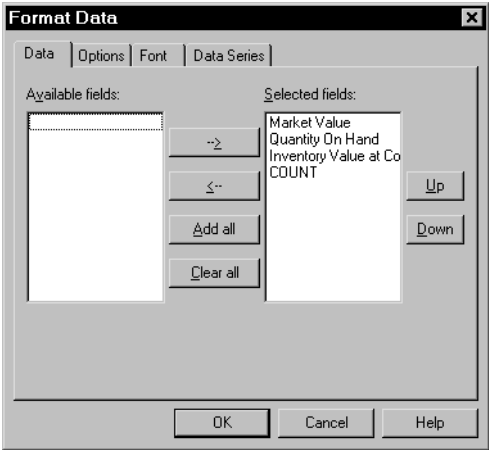 Format Data
Data Options Font Data Series
Available fields: Selected fields:
Market Value
Quantity On Hand
Inventory Value at Co
COUNT
-->
<--
Add all
Clear all
Up
Down
OK Cancel Help